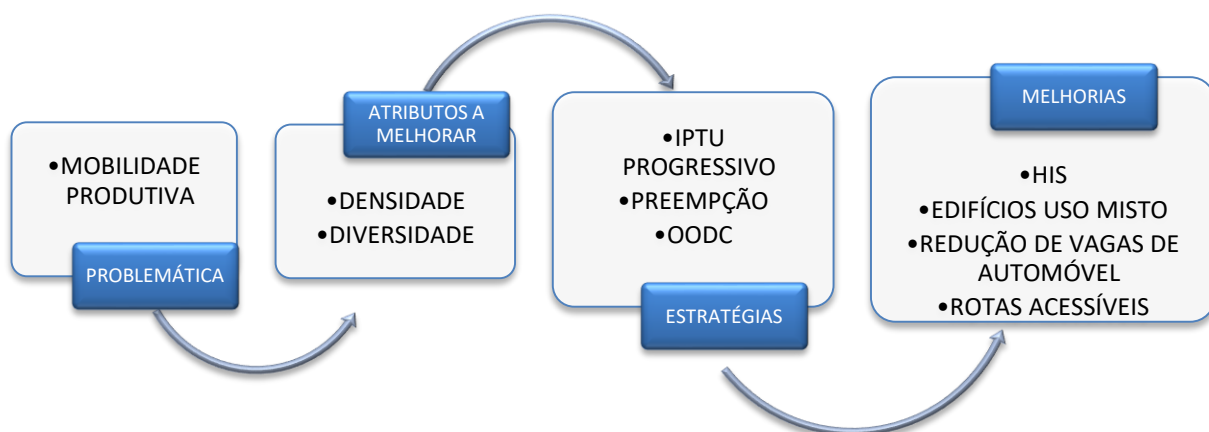 •MOBILIDADE
PRODUTIVA
PROBLEMÁTICA
ATRIBUTOS A
MELHORAR
•DENSIDADE
•DIVERSIDADE
•IPTU
PROGRESSIVO
•PREEMPÇÃO
•OODC
ESTRATÉGIAS
MELHORIAS
•HIS
•EDIFÍCIOS USO MISTO
•REDUÇÃO DE VAGAS DE
AUTOMÓVEL
•ROTAS ACESSÍVEIS